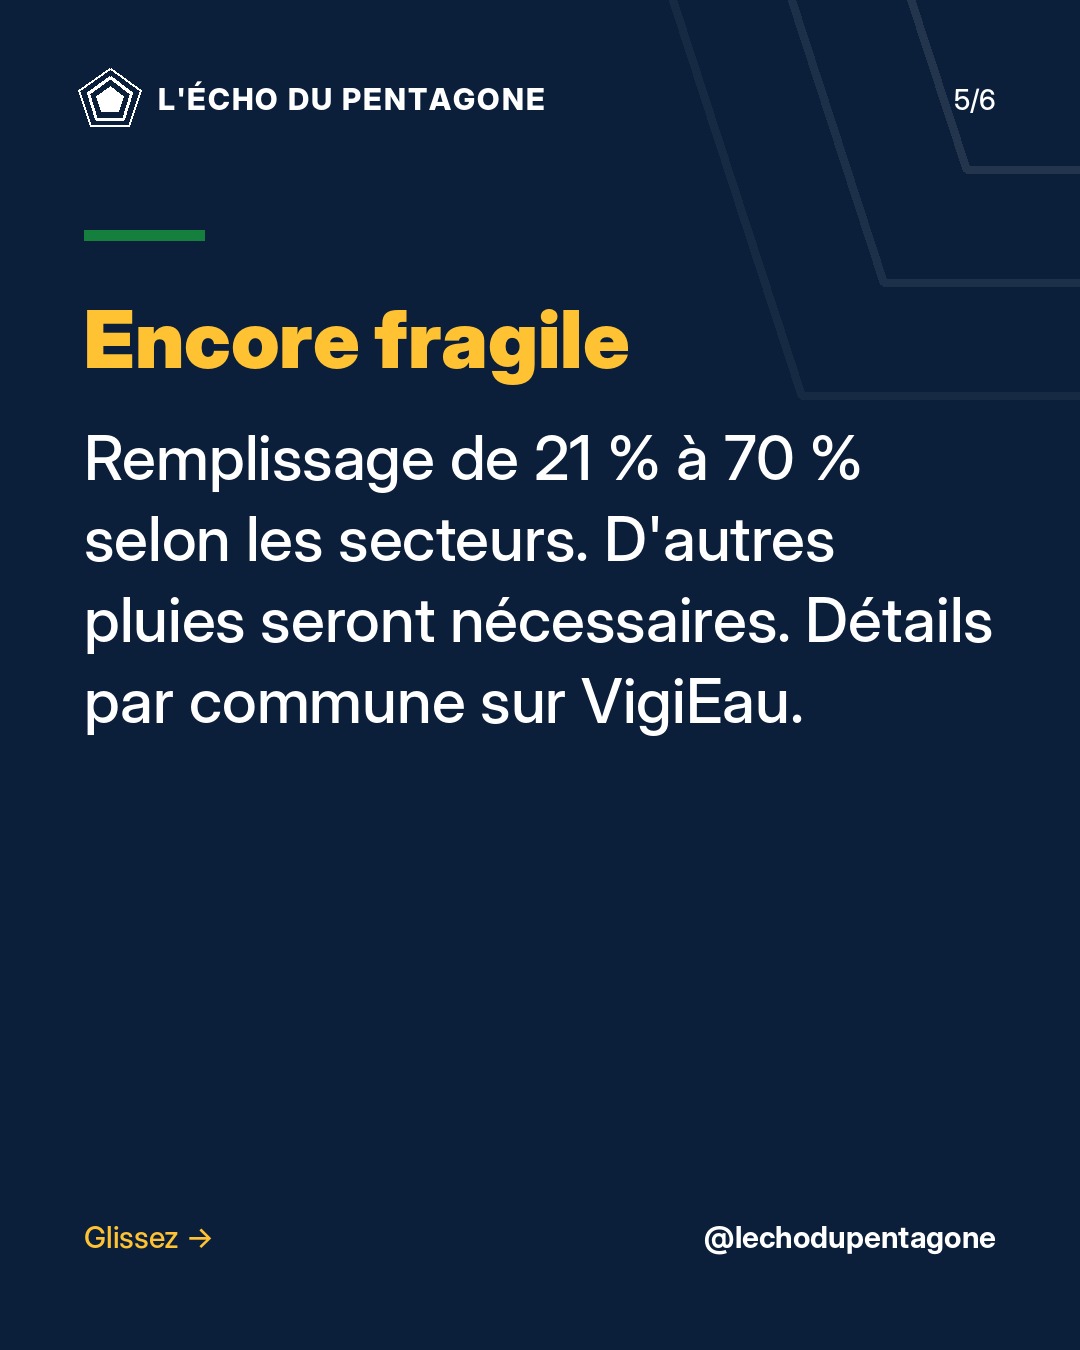 L'ÉCHO DU PENTAGONE
5/6
Encore fragile
Remplissage de 21 % à 70 %
selon les secteurs. D'autres
pluies seront nécessaires. Détails
par commune sur VigiEau.
Glissez →
@lechodupentagone